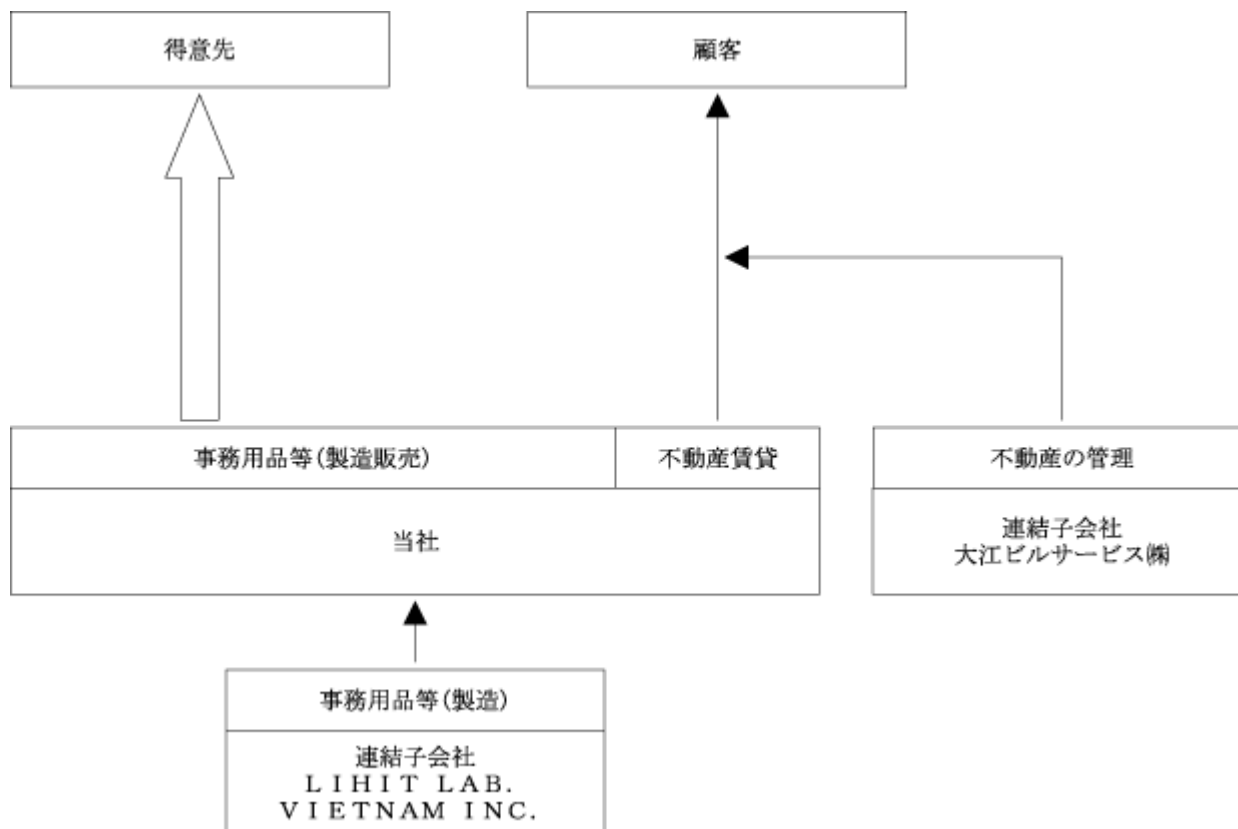 得意先
顧客
事務用品等(製造販売)
不動産賃貸
不動産の管理
当社
連結子会社
大江ビルサービス㈱
事務用品等(製造)
連結子会社
ＬＩＨＩＴ ＬＡＢ.
ＶＩＥＴＮＡＭ ＩＮＣ.